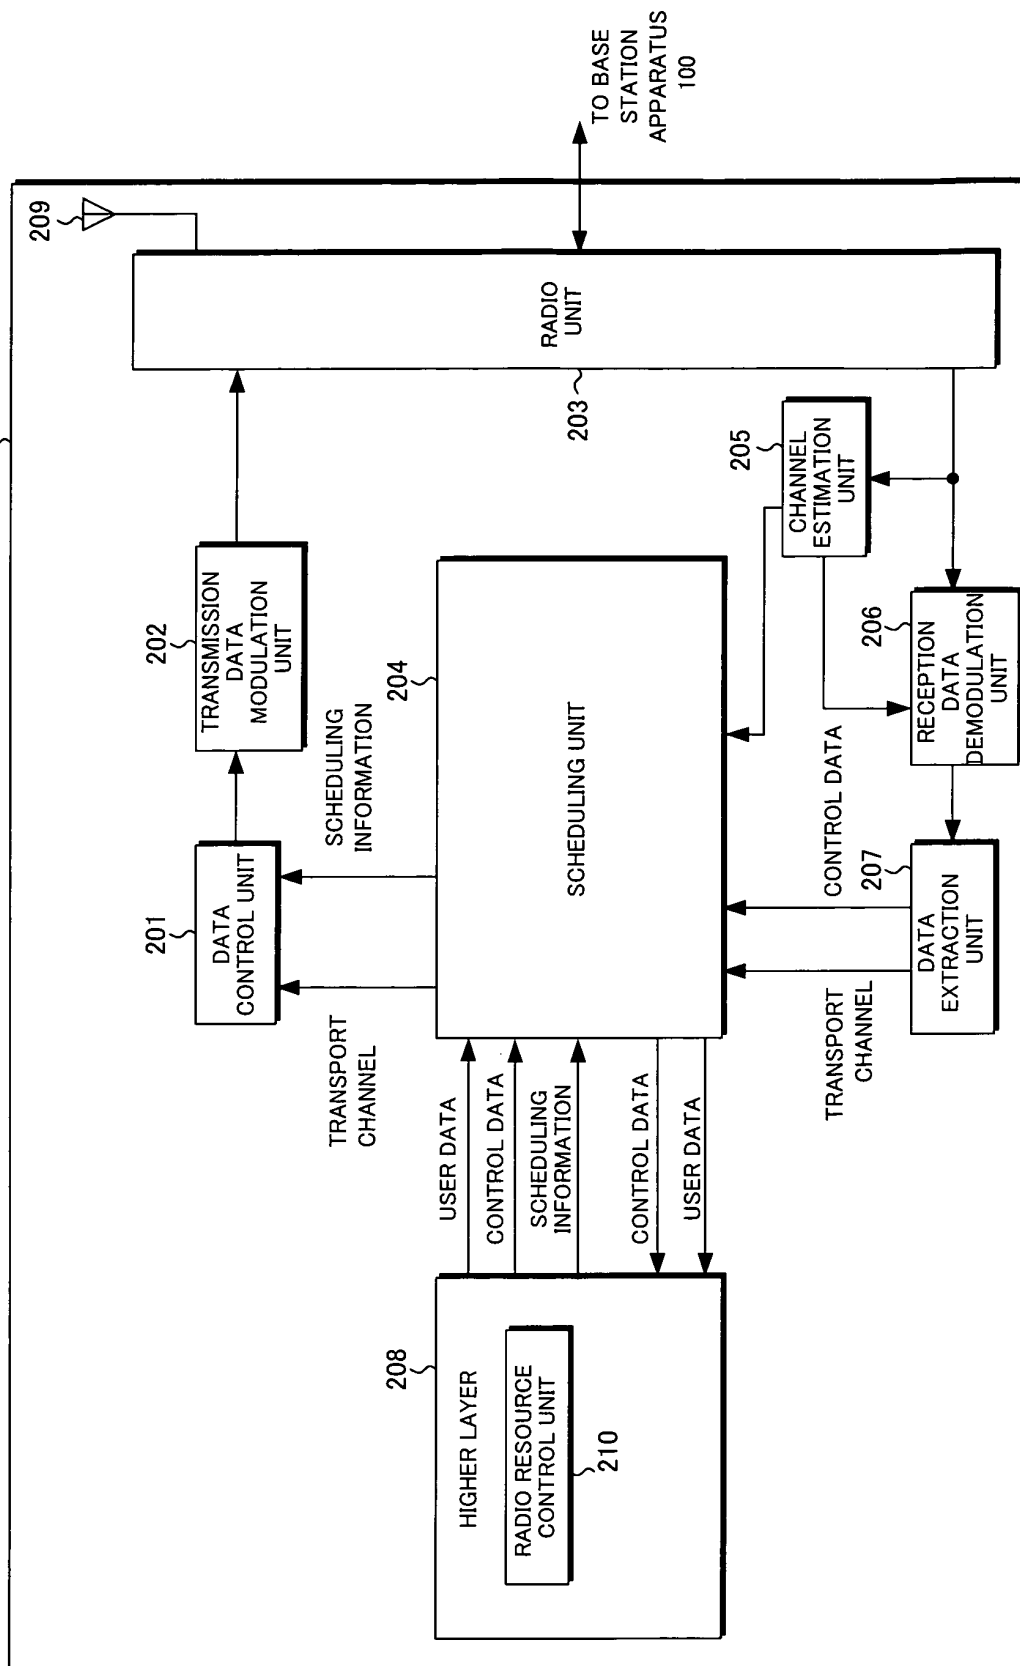 209
TO BASE
STATION
APPARATUS
100
RADIO
UNIT
203
202
TRANSMISSION
DATA
MODULATION
UNIT
205
CHANNEL
ESTIMATION
UNIT
206
RECEPTION
DATA
DEMODULATION
UNIT
201
DATA
CONTROL UNIT
SCHEDULING
INFORMATION
TRANSPORT
CHANNEL
204
SCHEDULING UNIT
CONTROL DATA
TRANSPORT
CHANNEL
207
DATA
EXTRACTION
UNIT
USER DATA
CONTROL DATA
SCHEDULING
INFORMATION
CONTROL DATA
USER DATA
208
HIGHER LAYER
RADIO RESOURCE
CONTROL UNIT
210